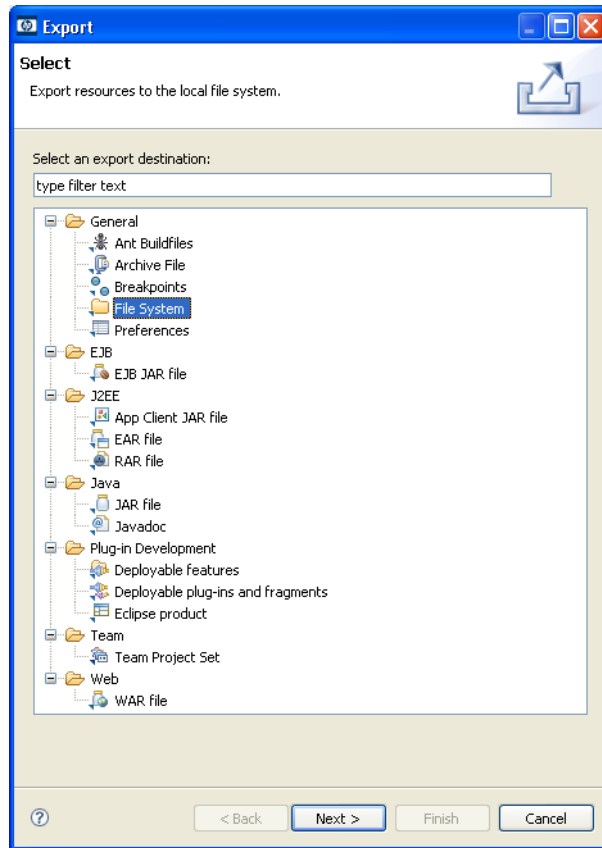 Export
Select
Export resources to the local file system.
Select an export destination:
type filter text
General
Ant Buildfiles
Archive File
Breakpoints
File System
Preferences
EJB
EJB JAR file
J2EE
App Client JAR file
EAR file
RAR file
Java
JAR file
Javadoc
Plug-in Development
Deployable features
Deployable plug-ins and fragments
Eclipse product
Team
Team Project Set
Web
WAR file
? < Back Next > Finish Cancel